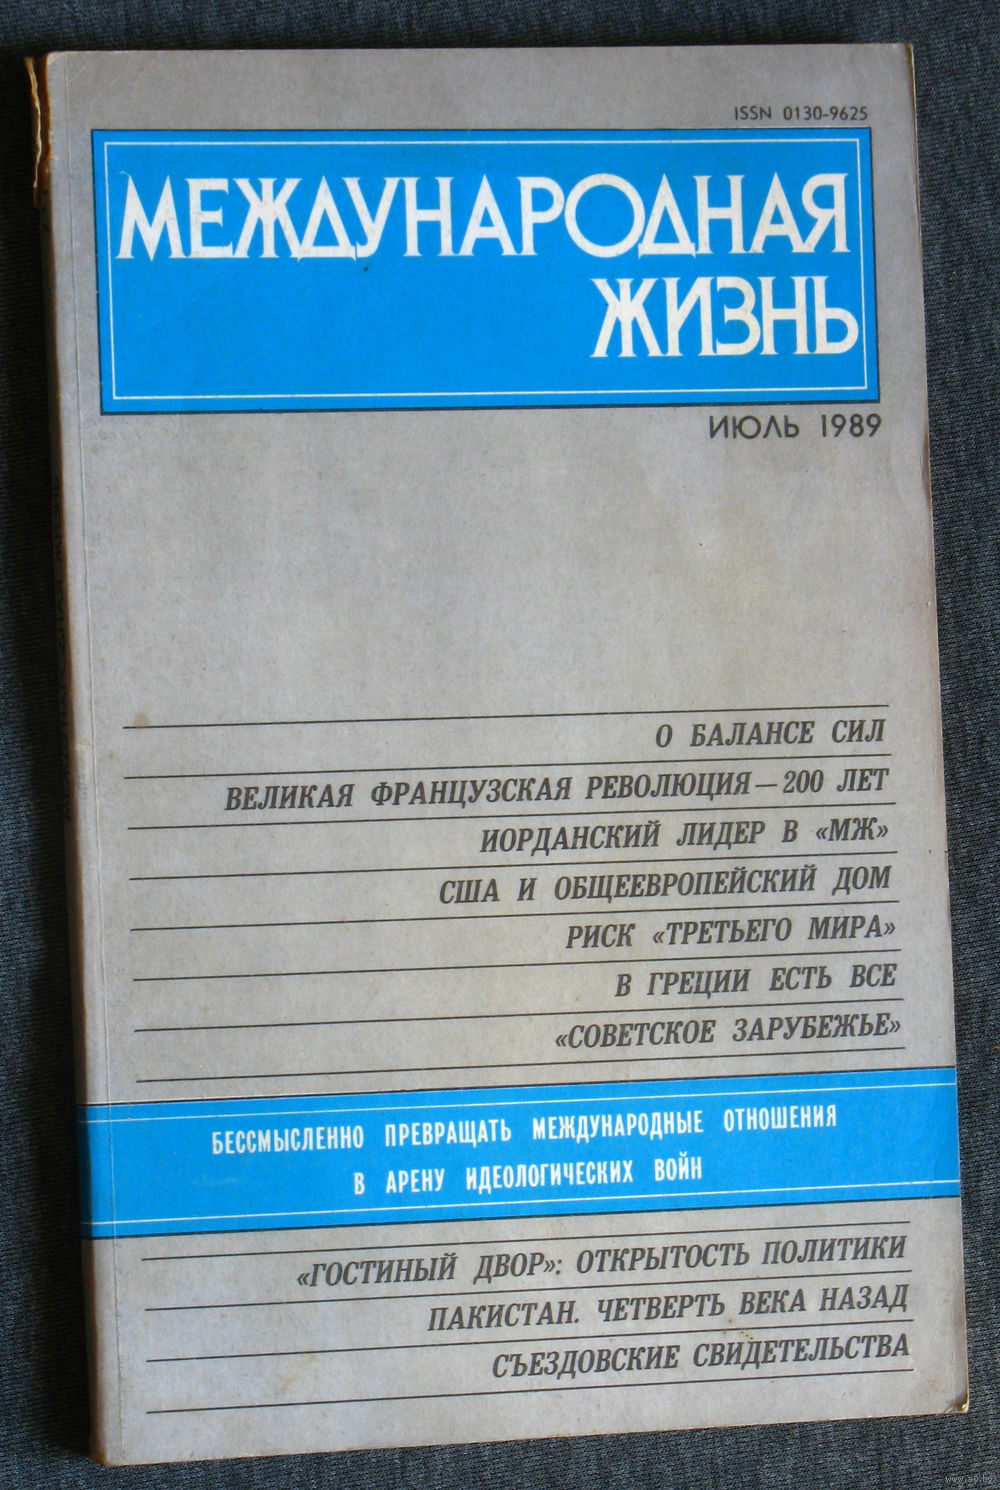 ISSN 0130-9625
МЕЖДУНАРОДНАЯ
ЖИЗНЬ
ИЮЛЬ 1989
О БАЛАНСЕ СИЛ
ВЕЛИКАЯ ФРАНЦУЗСКАЯ РЕВОЛЮЦИЯ — 200 ЛЕТ
ИОРДАНСКИЙ ЛИДЕР В «МЖ»
США И ОБЩЕЕВРОПЕЙСКИЙ ДОМ
РИСК «ТРЕТЬЕГО МИРА»
В ГРЕЦИИ ЕСТЬ ВСЕ
«СОВЕТСКОЕ ЗАРУБЕЖЬЕ»
БЕССМЫСЛЕННО ПРЕВРАЩАТЬ МЕЖДУНАРОДНЫЕ ОТНОШЕНИЯ
В АРЕНУ ИДЕОЛОГИЧЕСКИХ ВОЙН
«ГОСТИНЫЙ ДВОР»: ОТКРЫТОСТЬ ПОЛИТИКИ
ПАКИСТАН. ЧЕТВЕРТЬ ВЕКА НАЗАД
СЪЕЗДОВСКИЕ СВИДЕТЕЛЬСТВА